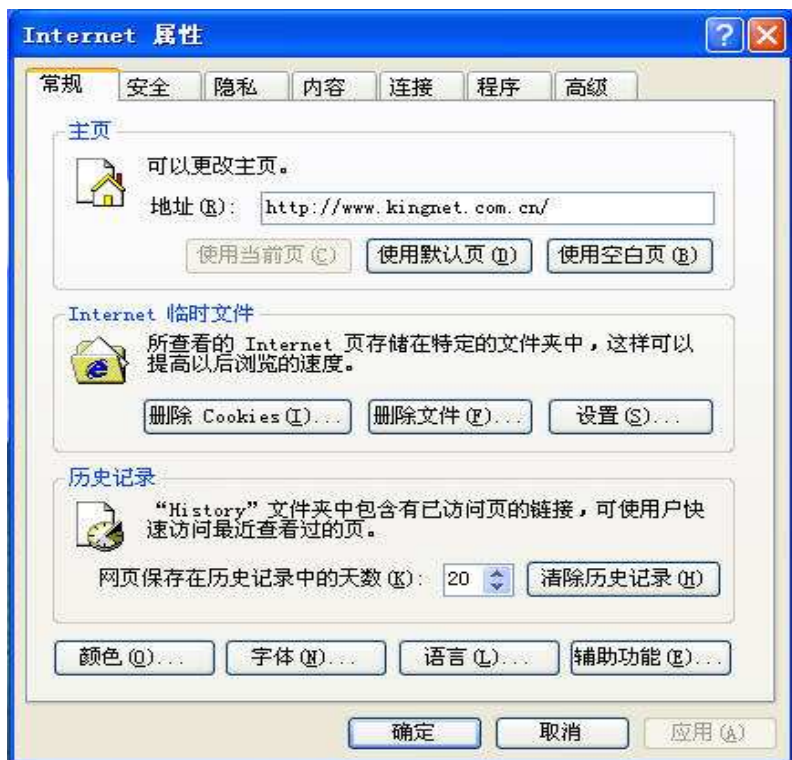 Internet 属性
常规 安全 隐私 内容 连接 程序 高级
主页
可以更改主页。
地址(R): http://www.kingnet.com.cn/
使用当前页(C) 使用默认页(D) 使用空白页(B)
Internet 临时文件
所查看的 Internet 页存储在特定的文件夹中，这样可以
提高以后浏览的速度。
删除 Cookies(I)... 删除文件(F)... 设置(S)...
历史记录
“History”文件夹中包含有已访问页的链接，可使用户快
速访问最近查看过的页。
网页保存在历史记录中的天数(K): 20 清除历史记录(H)
颜色(O)... 字体(N)... 语言(L)... 辅助功能(E)...
确定 取消 应用(A)